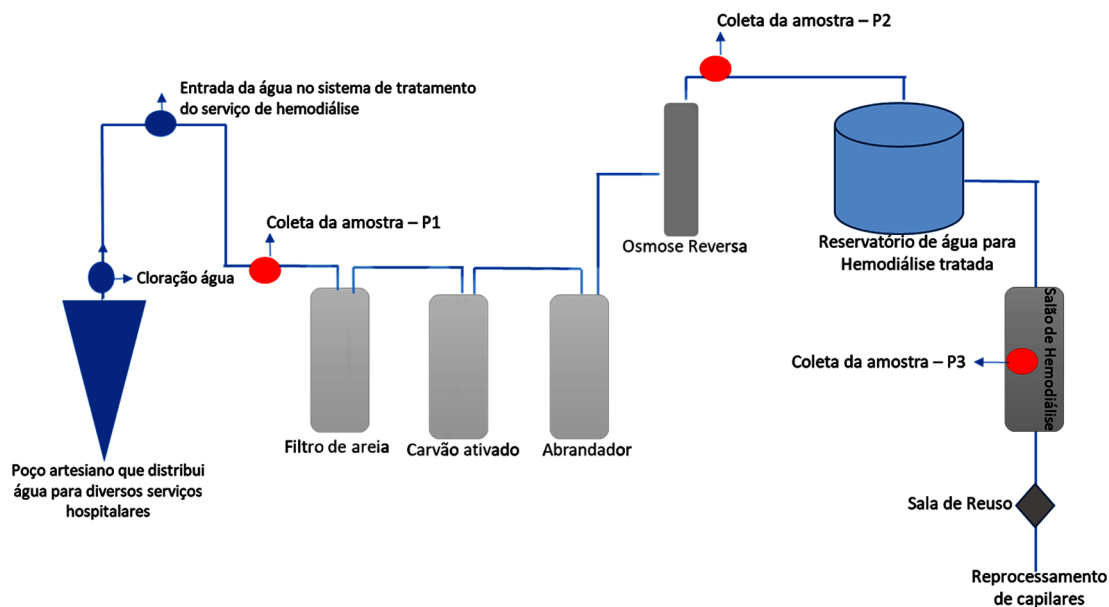 Coleta da amostra – P2
Entrada da água no sistema de tratamento
do serviço de hemodiálise
Coleta da amostra – P1
Cloração água
Osmose Reversa
Reservatório de água para
Hemodiálise tratada
Salão de Hemodiálise
Coleta da amostra – P3
Filtro de areia
Carvão ativado
Abrandador
Poço artesiano que distribui
água para diversos serviços
hospitalares
Sala de Reuso
Reprocessamento
de capilares